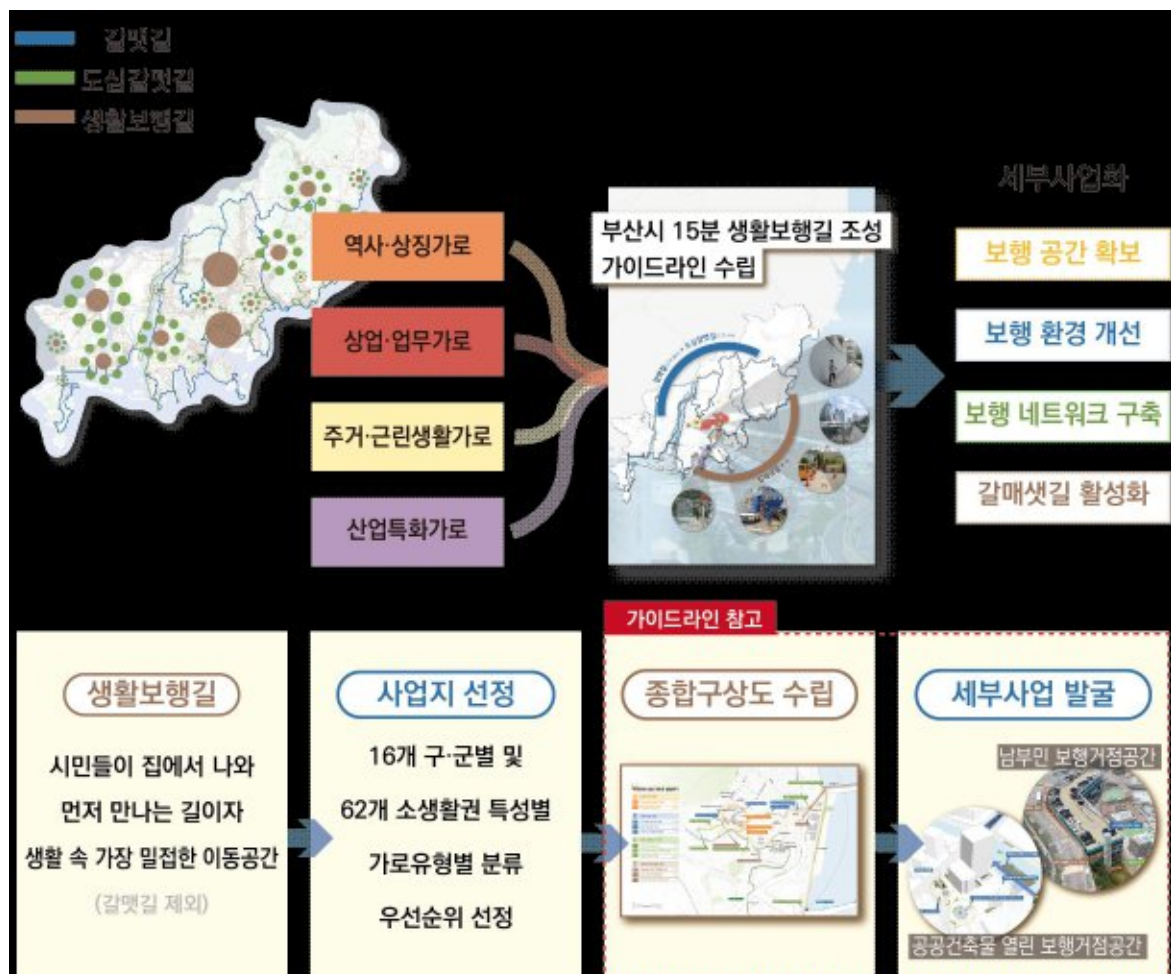 갈맷길
도심갈맷길
생활보행길
세부사업화
역사·상징가로
상업·업무가로
주거·근린생활가로
산업특화가로
부산시 15분 생활보행길 조성
가이드라인 수립
보행 공간 확보
보행 환경 개선
보행 네트워크 구축
갈매샛길 활성화
가이드라인 참고
생활보행길
시민들이 집에서 나와
먼저 만나는 길이자
생활 속 가장 밀접한 이동공간
(갈맷길 제외)
사업지 선정
16개 구·군별 및
62개 소생활권 특성별
가로유형별 분류
우선순위 선정
종합구상도 수립
세부사업 발굴
남부민 보행거점공간
공공건축물 열린 보행거점공간